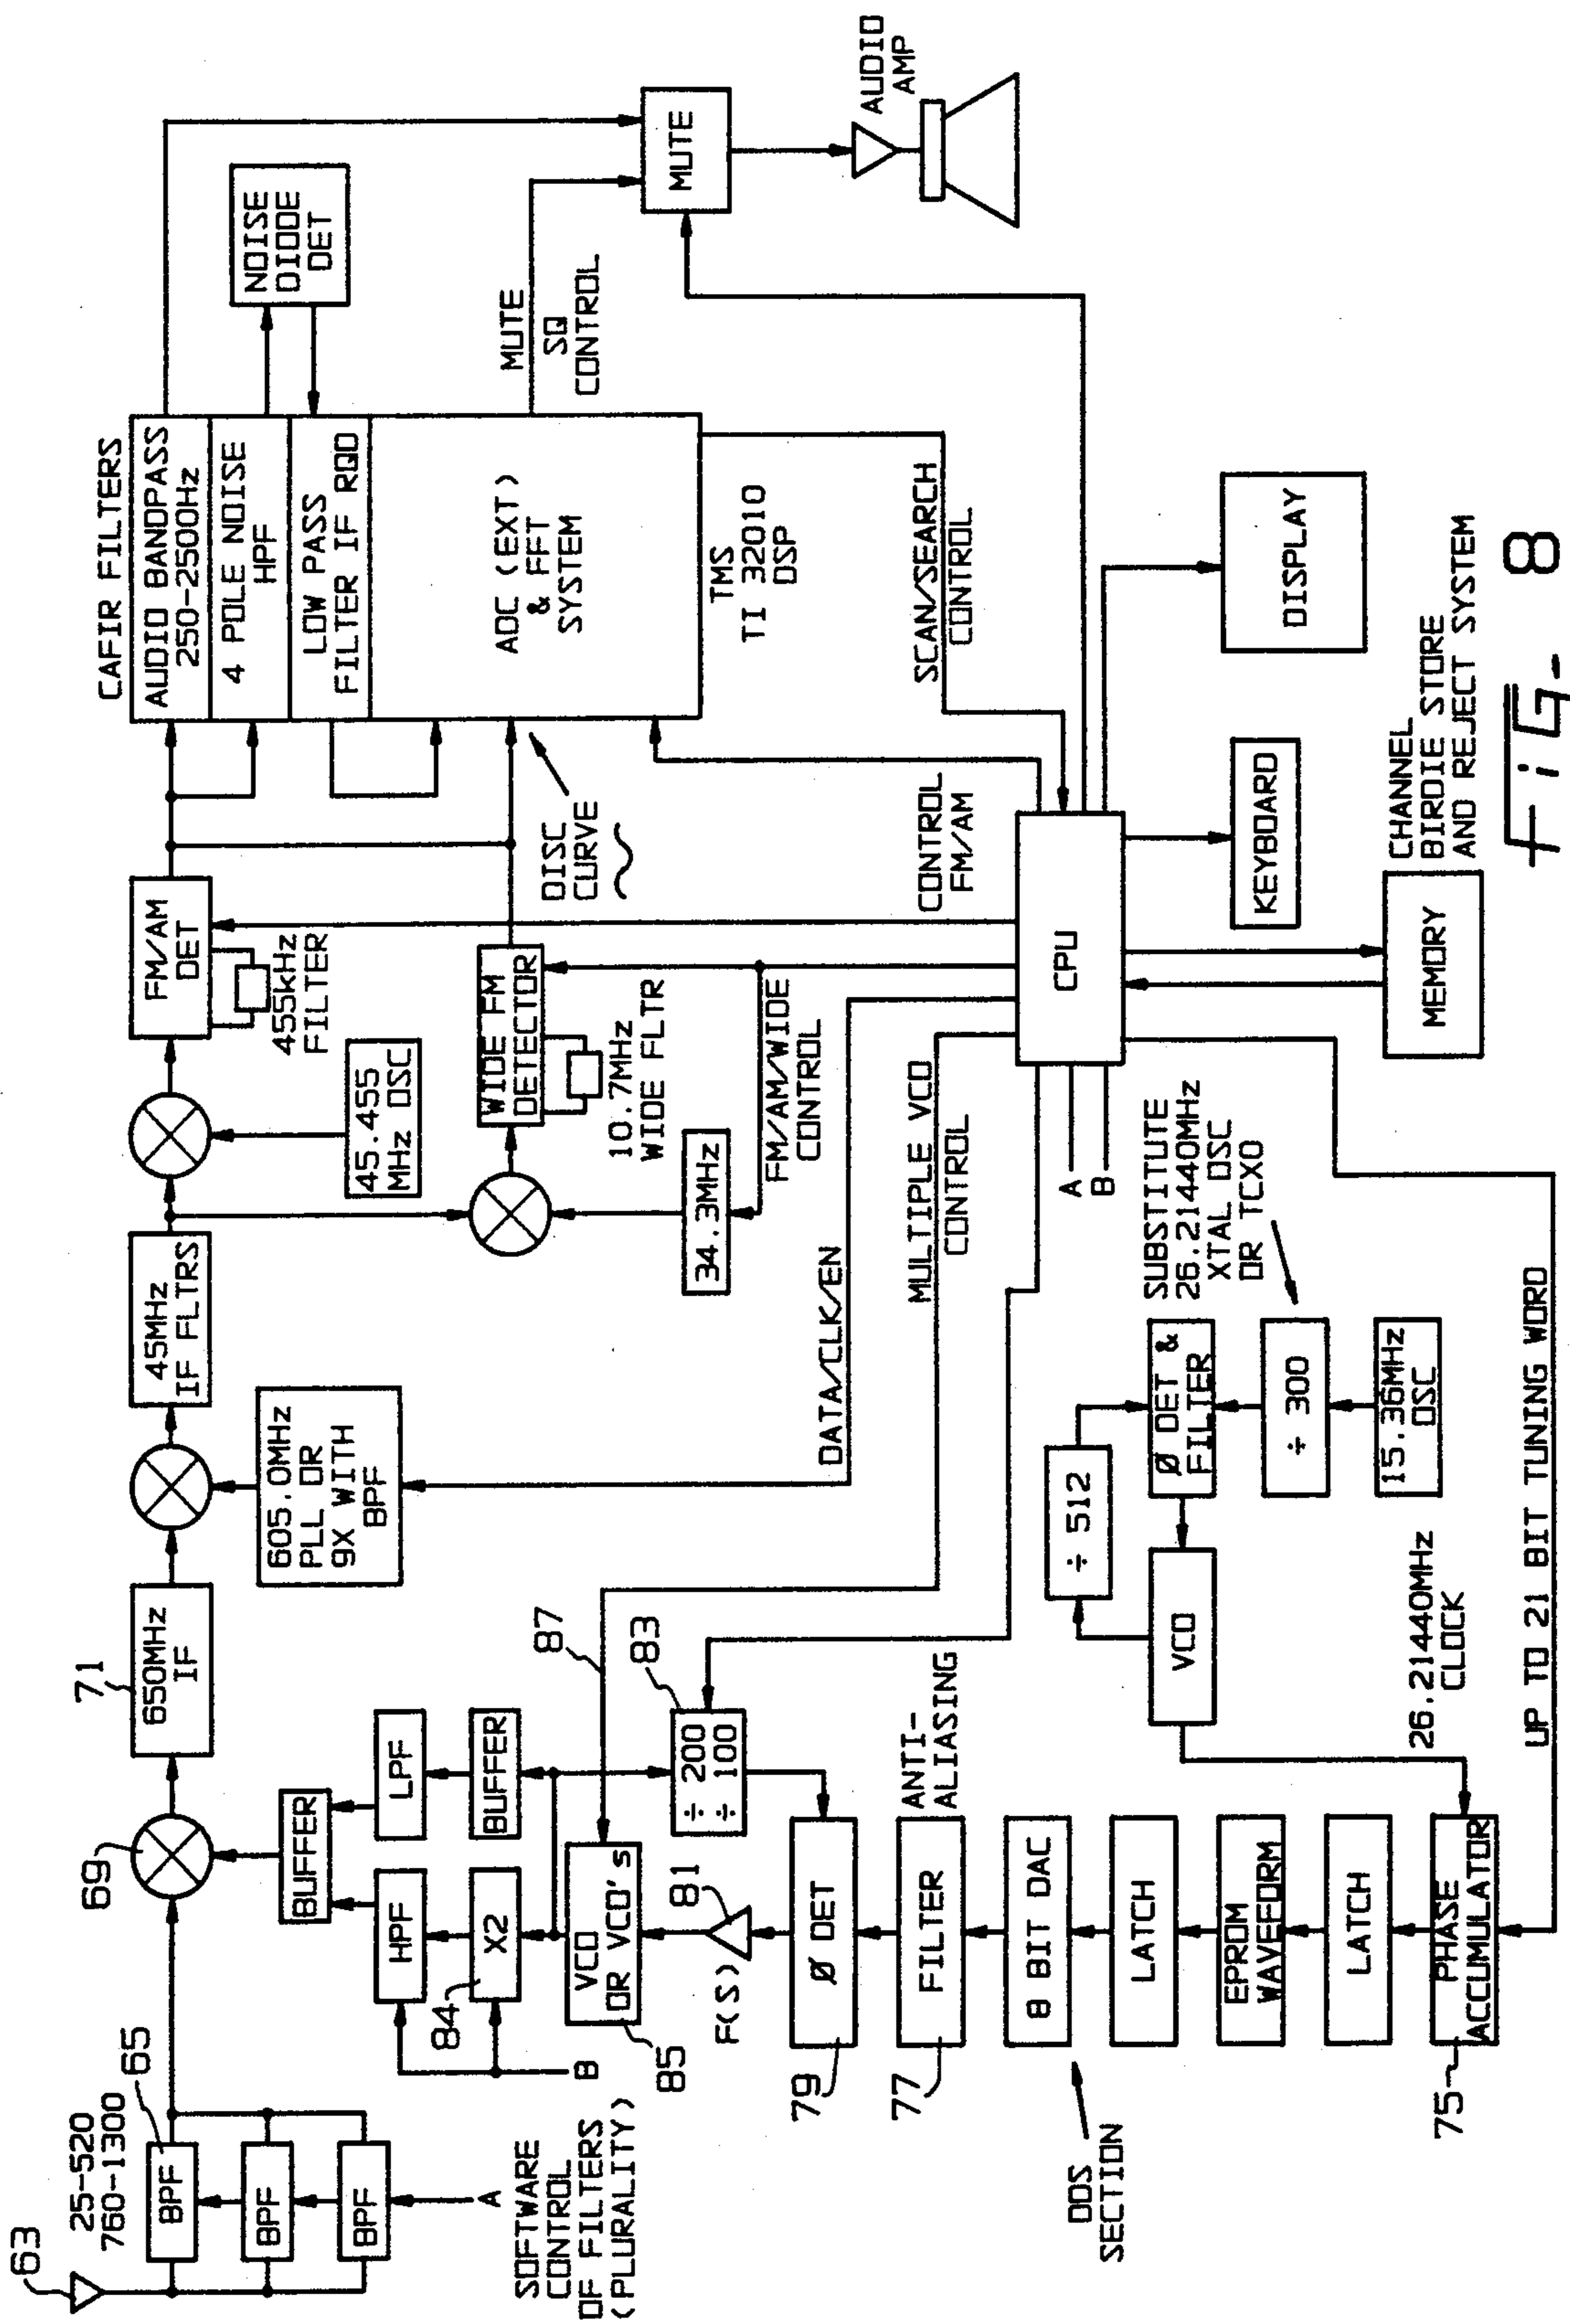 63
25-520
760-1300
65
BPF
BPF
BPF
A
SOFTWARE
CONTROL
OF FILTERS
(PLURALITY)
69
71
650MHz
IF
605.0MHz
PLL OR
9X WITH
BPF
45MHz
IF FLTRS
45.455
MHz OSC
FM/AM
DET
455kHz
FILTER
34.3MHz
WIDE FM
DETECTOR
10.7MHz
WIDE FLTR
FM/AM/WIDE
CONTROL
DISC
CURVE
CAFIR FILTERS
AUDIO BANDPASS
250-2500Hz
4 POLE NOISE
HPF
LOW PASS
FILTER IF RQD
ADC (EXT)
& FFT
SYSTEM
TMS
TI 32010
DSP
NOISE
DIODE
DET
MUTE
SQ
CONTROL
MUTE
AUDIO
AMP
BUFFER
HPF
LPF
84
X2
BUFFER
B
85
VCO
OR VCO's
87
83
÷ 200
÷ 100
F(S)
81
79
Ø DET
77
FILTER
ANTI-
ALIASING
DDS
SECTION
8 BIT DAC
LATCH
EPROM
WAVEFORM
LATCH
75
PHASE
ACCUMULATOR
DATA/CLK/EN
MULTIPLE VCO
CONTROL
CONTROL
FM/AM
SCAN/SEARCH
CONTROL
CPU
A
B
÷ 512
VCO
Ø DET &
FILTER
÷ 300
15.36MHz
OSC
SUBSTITUTE
26.21440MHz
XTAL OSC
OR TCXO
26.21440MHz
CLOCK
UP TO 21 BIT TUNING WORD
KEYBOARD
DISPLAY
MEMORY
CHANNEL
BIRDIE STORE
AND REJECT SYSTEM
FiG_ 8